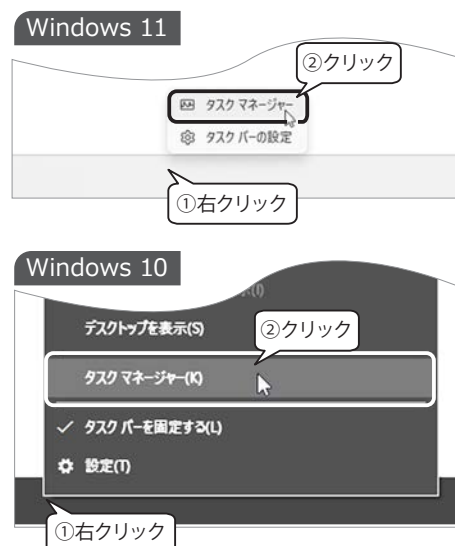 Windows 11
②クリック
タスク マネージャー
タスク バーの設定
①右クリック
Windows 10
(I)
デスクトップを表示(S)
②クリック
タスク マネージャー(K)
タスク バーを固定する(L)
設定(T)
①右クリック